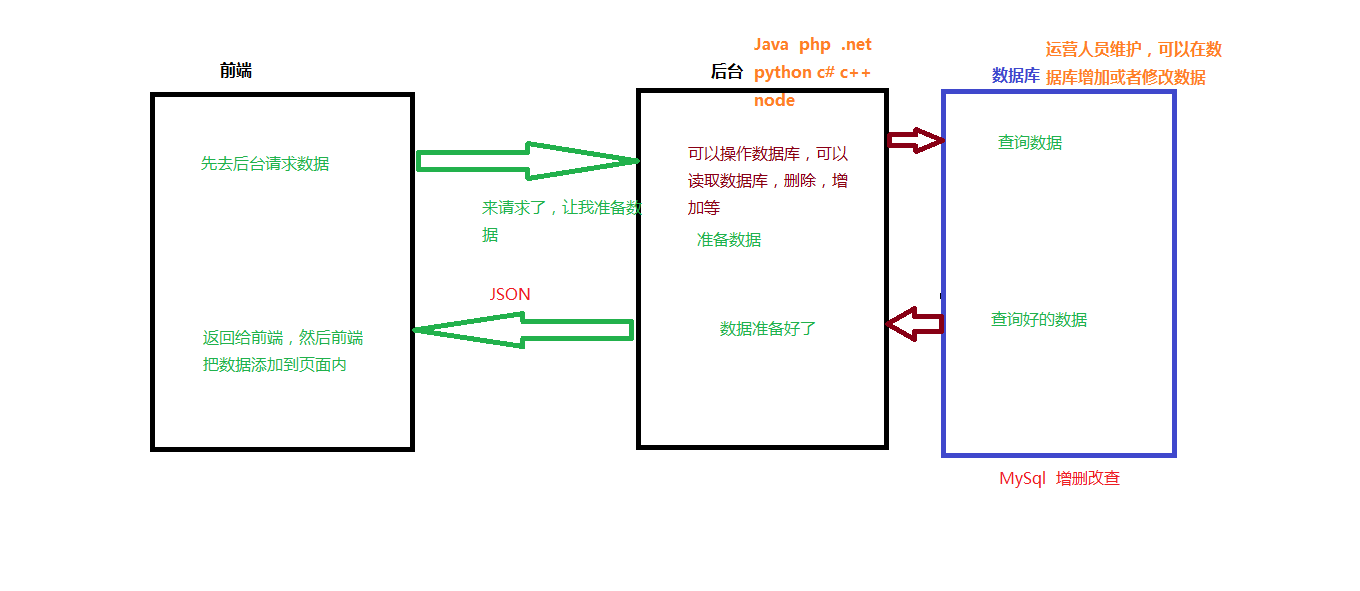 前端
先去后台请求数据
返回给前端，然后前端
把数据添加到页面内
来请求了，让我准备数
据
JSON
后台
Java php .net
python c# c++
node
可以操作数据库，可以
读取数据库，删除，增
加等
准备数据
数据准备好了
数据库
运营人员维护，可以在数
据库增加或者修改数据
查询数据
查询好的数据
MySql 增删改查